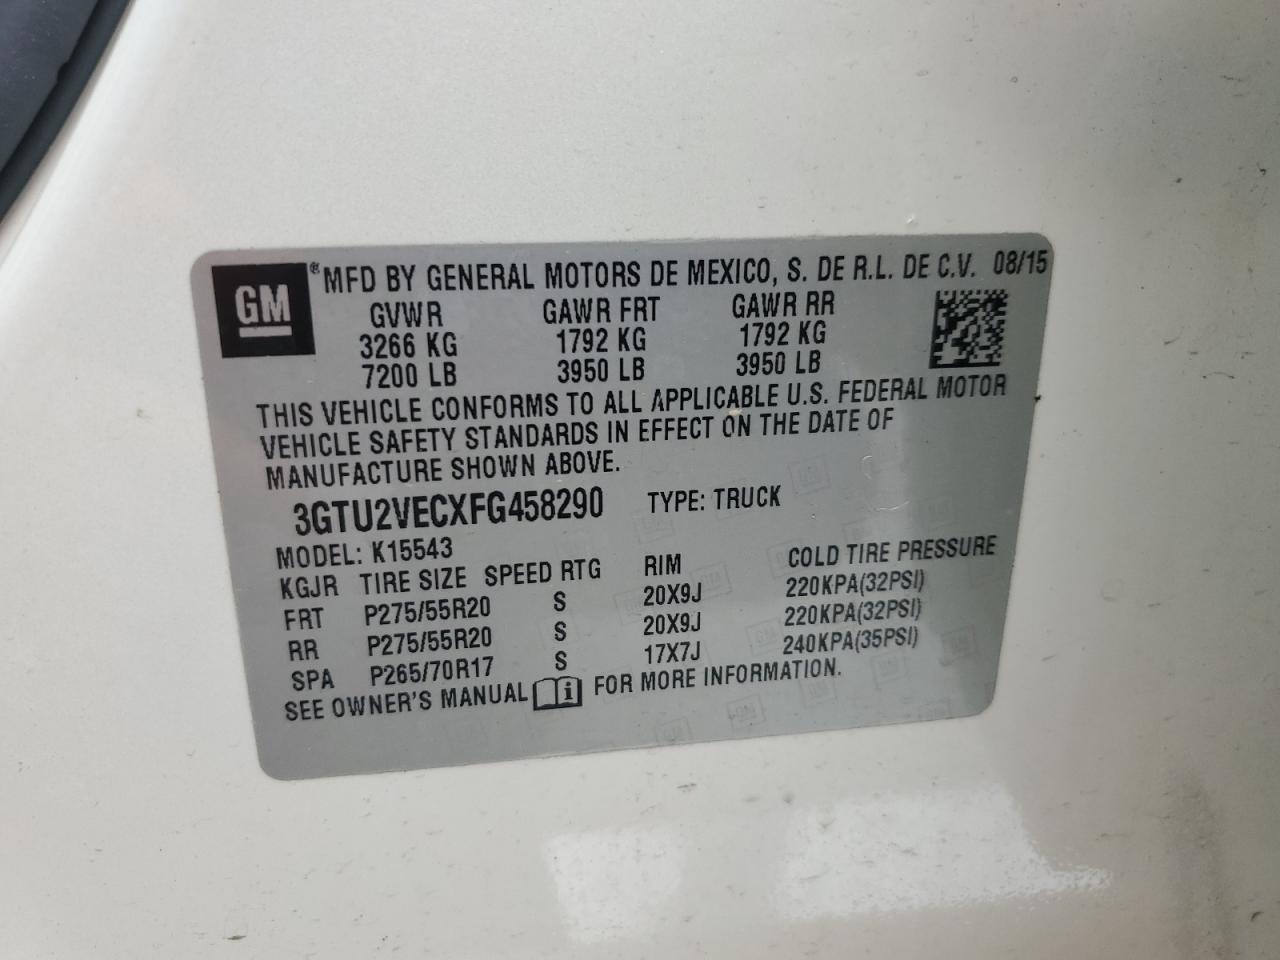 GM
®MFD BY GENERAL MOTORS DE MEXICO, S. DE R.L. DE C.V. 08/15
GVWR GAWR FRT GAWR RR
3266 KG 1792 KG 1792 KG
7200 LB 3950 LB 3950 LB
THIS VEHICLE CONFORMS TO ALL APPLICABLE U.S. FEDERAL MOTOR
VEHICLE SAFETY STANDARDS IN EFFECT ON THE DATE OF
MANUFACTURE SHOWN ABOVE.
3GTU2VECXFG458290 TYPE: TRUCK
MODEL: K15543
KGJR TIRE SIZE SPEED RTG RIM COLD TIRE PRESSURE
FRT P275/55R20 S 20X9J 220KPA(32PSI)
RR P275/55R20 S 20X9J 220KPA(32PSI)
SPA P265/70R17 S 17X7J 240KPA(35PSI)
SEE OWNER'S MANUAL i FOR MORE INFORMATION.